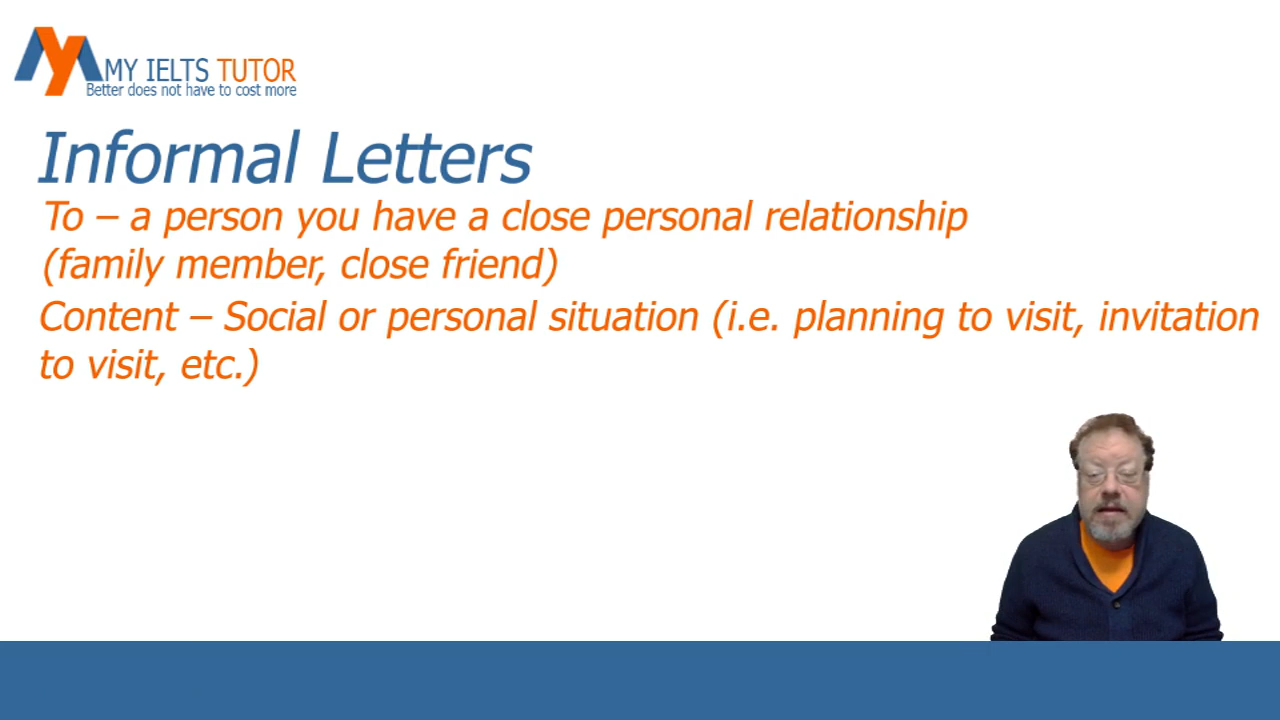 MY IELTS TUTOR
Better does not have to cost more
Informal Letters
To – a person you have a close personal relationship
(family member, close friend)
Content – Social or personal situation (i.e. planning to visit, invitation
to visit, etc.)